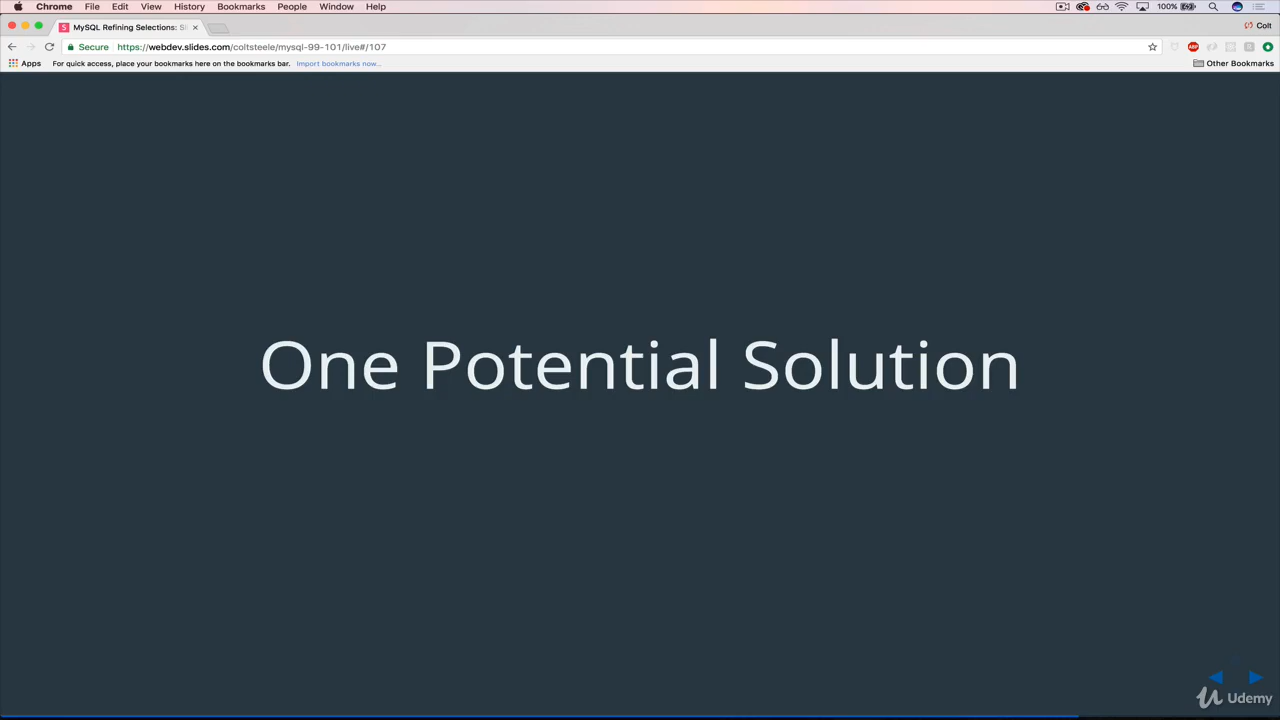 Chrome File Edit View History Bookmarks People Window Help 100%
MySQL Refining Selections: Sl Colt
Secure https://webdev.slides.com/coltsteele/mysql-99-101/live#/107 ABP
Apps For quick access, place your bookmarks here on the bookmarks bar. Import bookmarks now... Other Bookmarks
One Potential Solution
Udemy